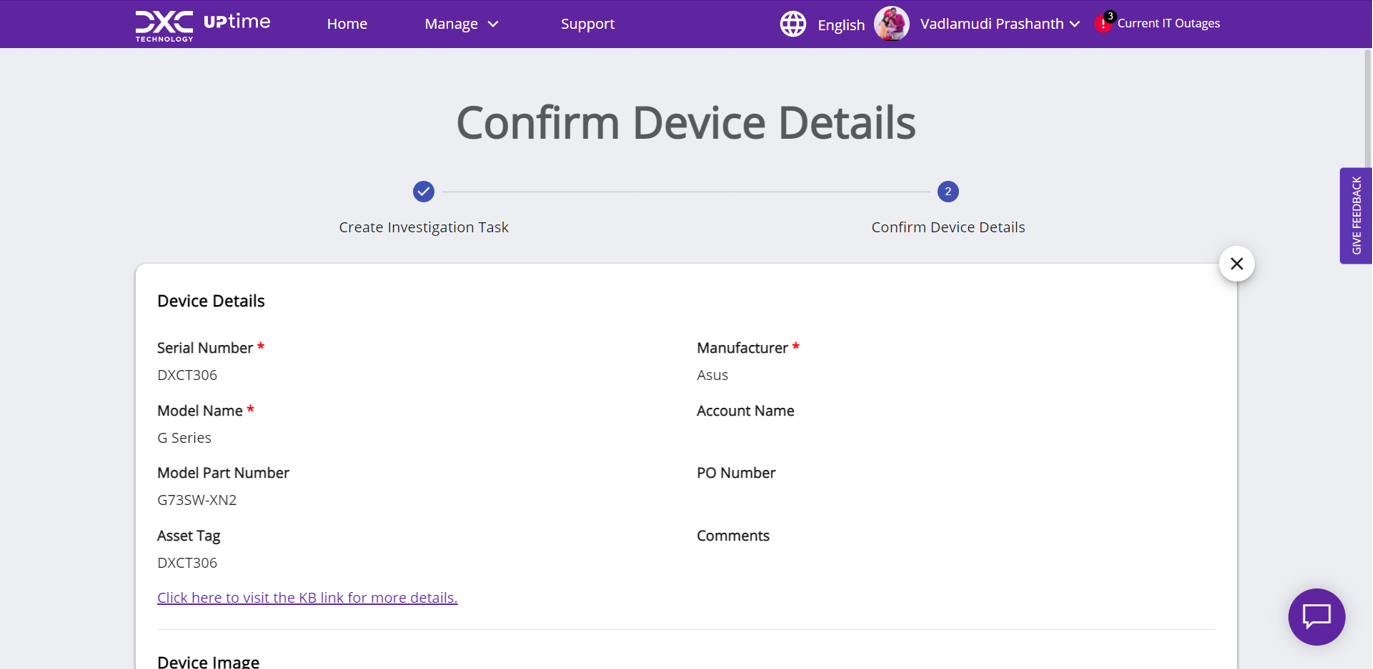 DXC TECHNOLOGY UPtime Home Manage Support English Vadlamudi Prashanth ! 3 Current IT Outages
Confirm Device Details
2
Create Investigation Task Confirm Device Details
GIVE FEEDBACK
Device Details
Serial Number * Manufacturer *
DXCT306 Asus
Model Name * Account Name
G Series
Model Part Number PO Number
G73SW-XN2
Asset Tag Comments
DXCT306
Click here to visit the KB link for more details.
Device Image